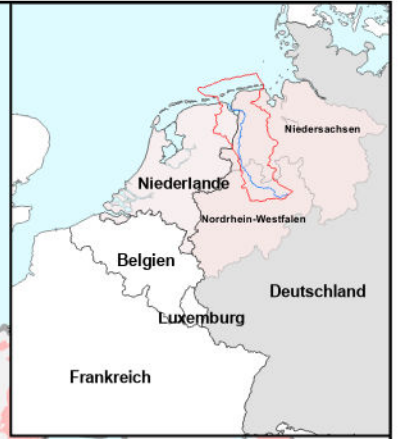 Niedersachsen
Niederlande
Nordrhein-Westfalen
Belgien
Deutschland
Luxemburg
Frankreich